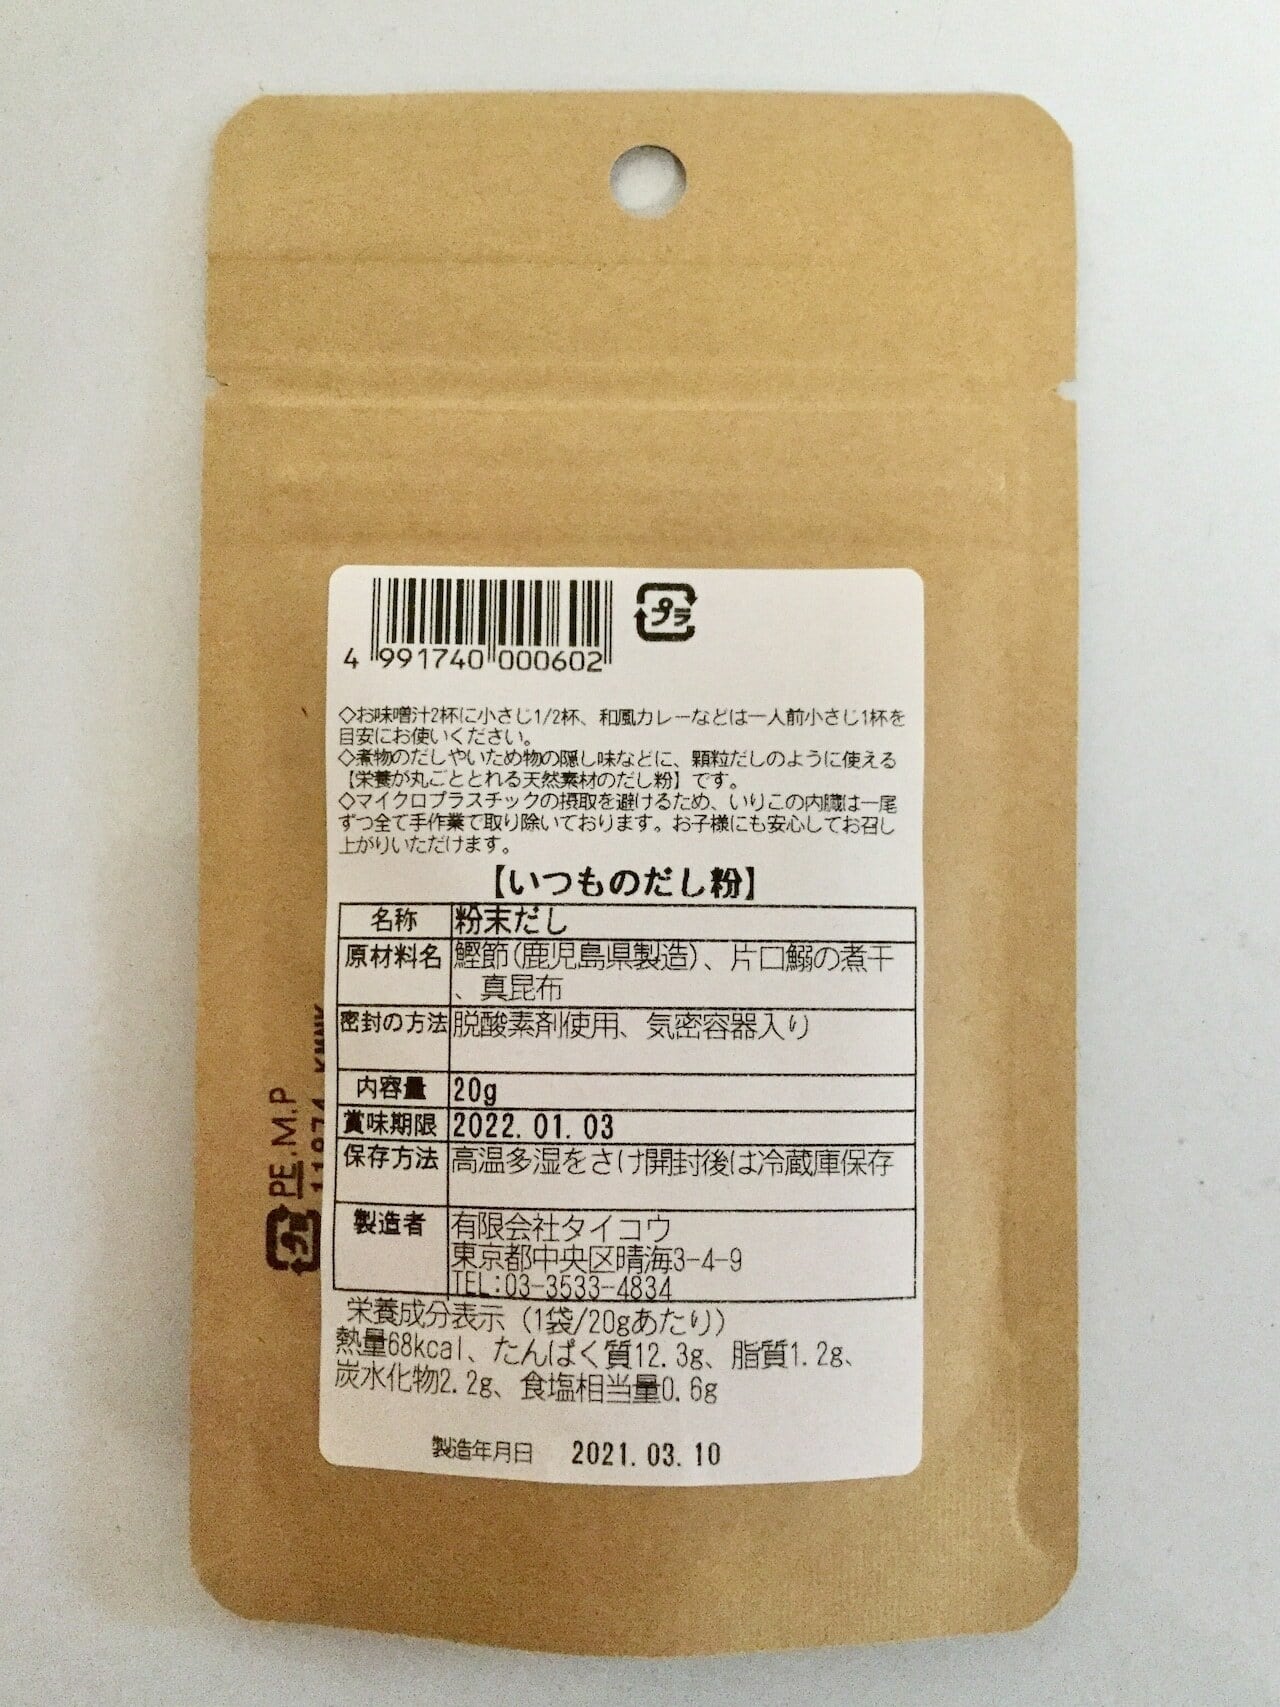 プラ
4 991740 000602
◇お味噌汁2杯に小さじ1/2杯、和風カレーなどは一人前小さじ1杯を
目安にお使いください。
◇煮物のだしやいため物の隠し味などに、顆粒だしのように使える
【栄養が丸ごととれる天然素材のだし粉】です。
◇マイクロプラスチックの摂取を避けるため、いりこの内臓は一尾
ずつ全て手作業で取り除いております。お子様にも安心してお召し
上がりいただけます。
【いつものだし粉】
名称 粉末だし
原材料名 鰹節(鹿児島県製造)、片口鰯の煮干
、真昆布
密封の方法 脱酸素剤使用、気密容器入り
内容量 20g
賞味期限 2022.01.03
保存方法 高温多湿をさけ開封後は冷蔵庫保存
製造者 有限会社タイコウ
東京都中央区晴海3-4-9
TEL:03-3533-4834
栄養成分表示（1袋/20gあたり）
熱量68kcal、たんぱく質12.3g、脂質1.2g、
炭水化物2.2g、食塩相当量0.6g
製造年月日 2021.03.10
プラ PE.M.P